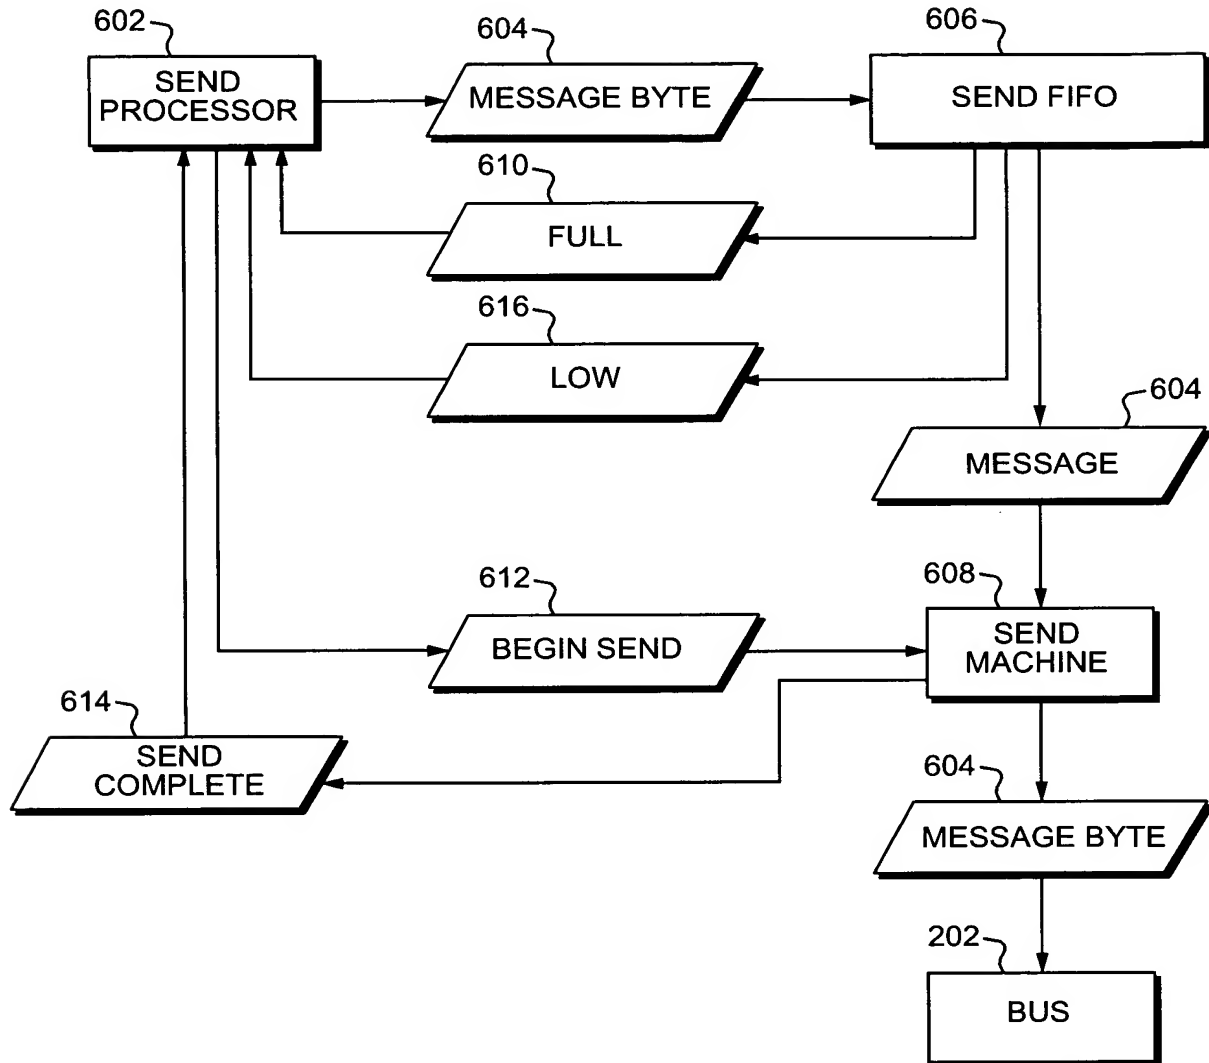 602
SEND
PROCESSOR
604
MESSAGE BYTE
606
SEND FIFO
610
FULL
616
LOW
604
MESSAGE
612
BEGIN SEND
608
SEND
MACHINE
614
SEND
COMPLETE
604
MESSAGE BYTE
202
BUS